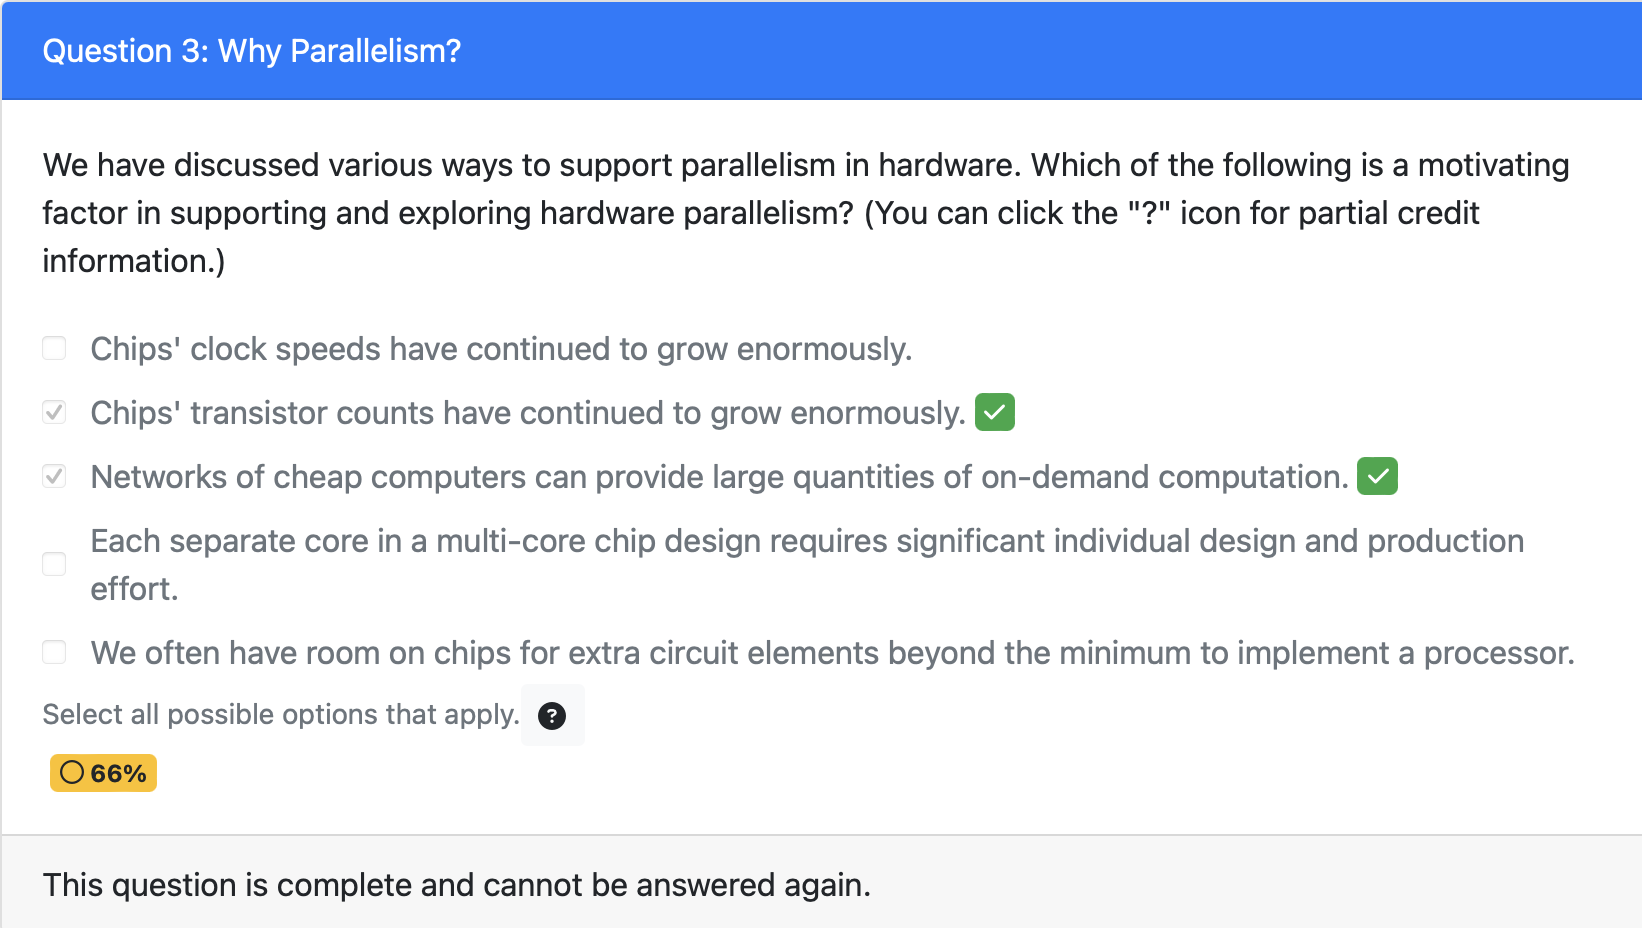 Question 3: Why Parallelism?
We have discussed various ways to support parallelism in hardware. Which of the following is a motivating
factor in supporting and exploring hardware parallelism? (You can click the "?" icon for partial credit
information.)
Chips' clock speeds have continued to grow enormously.
Chips' transistor counts have continued to grow enormously.
Networks of cheap computers can provide large quantities of on-demand computation.
Each separate core in a multi-core chip design requires significant individual design and production
effort.
We often have room on chips for extra circuit elements beyond the minimum to implement a processor.
Select all possible options that apply. ?
66%
This question is complete and cannot be answered again.